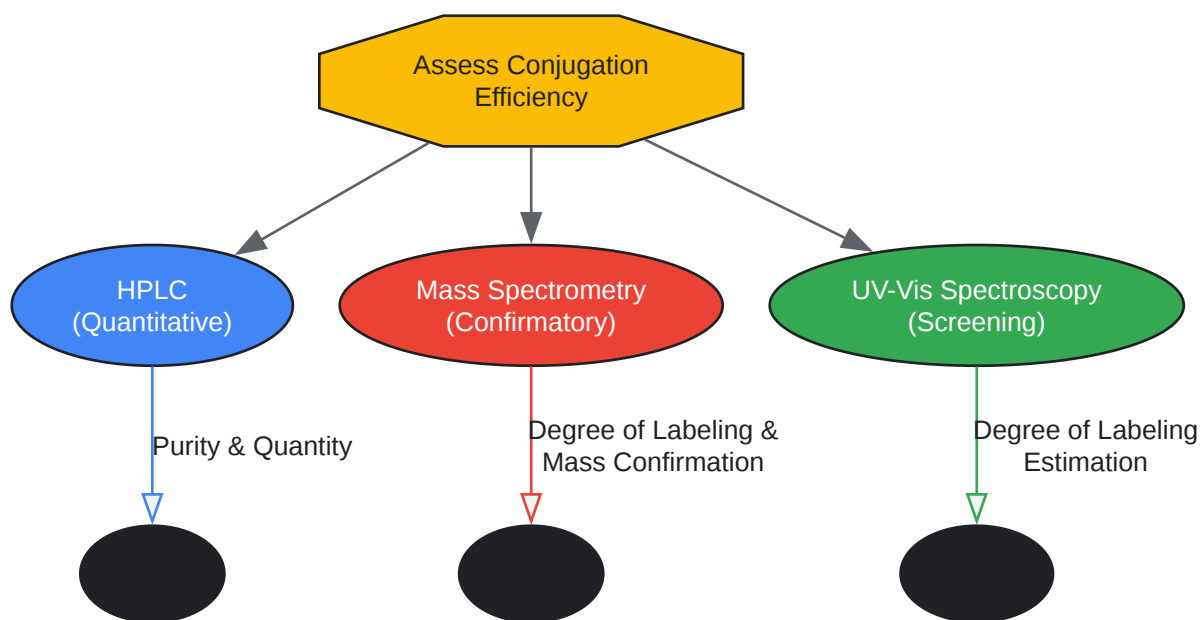 Assess Conjugation
Efficiency
HPLC
(Quantitative)
Mass Spectrometry
(Confirmatory)
UV-Vis Spectroscopy
(Screening)
Purity & Quantity
Degree of Labeling &
Mass Confirmation
Degree of Labeling
Estimation